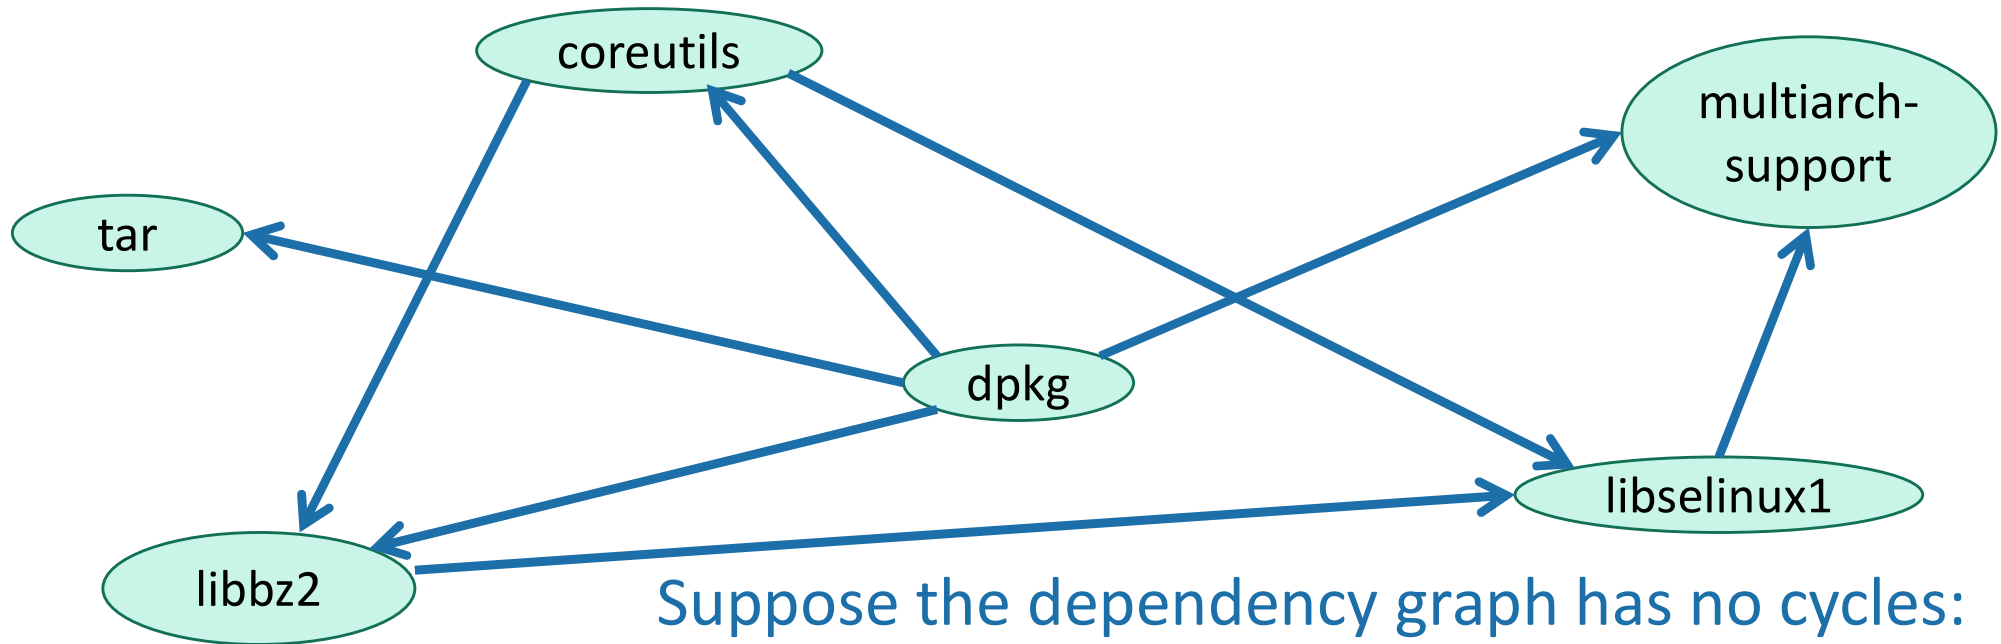 coreutils
multiarch-
support
tar
dpkg
libselinux1
libbz2
Suppose the dependency graph has no cycles: